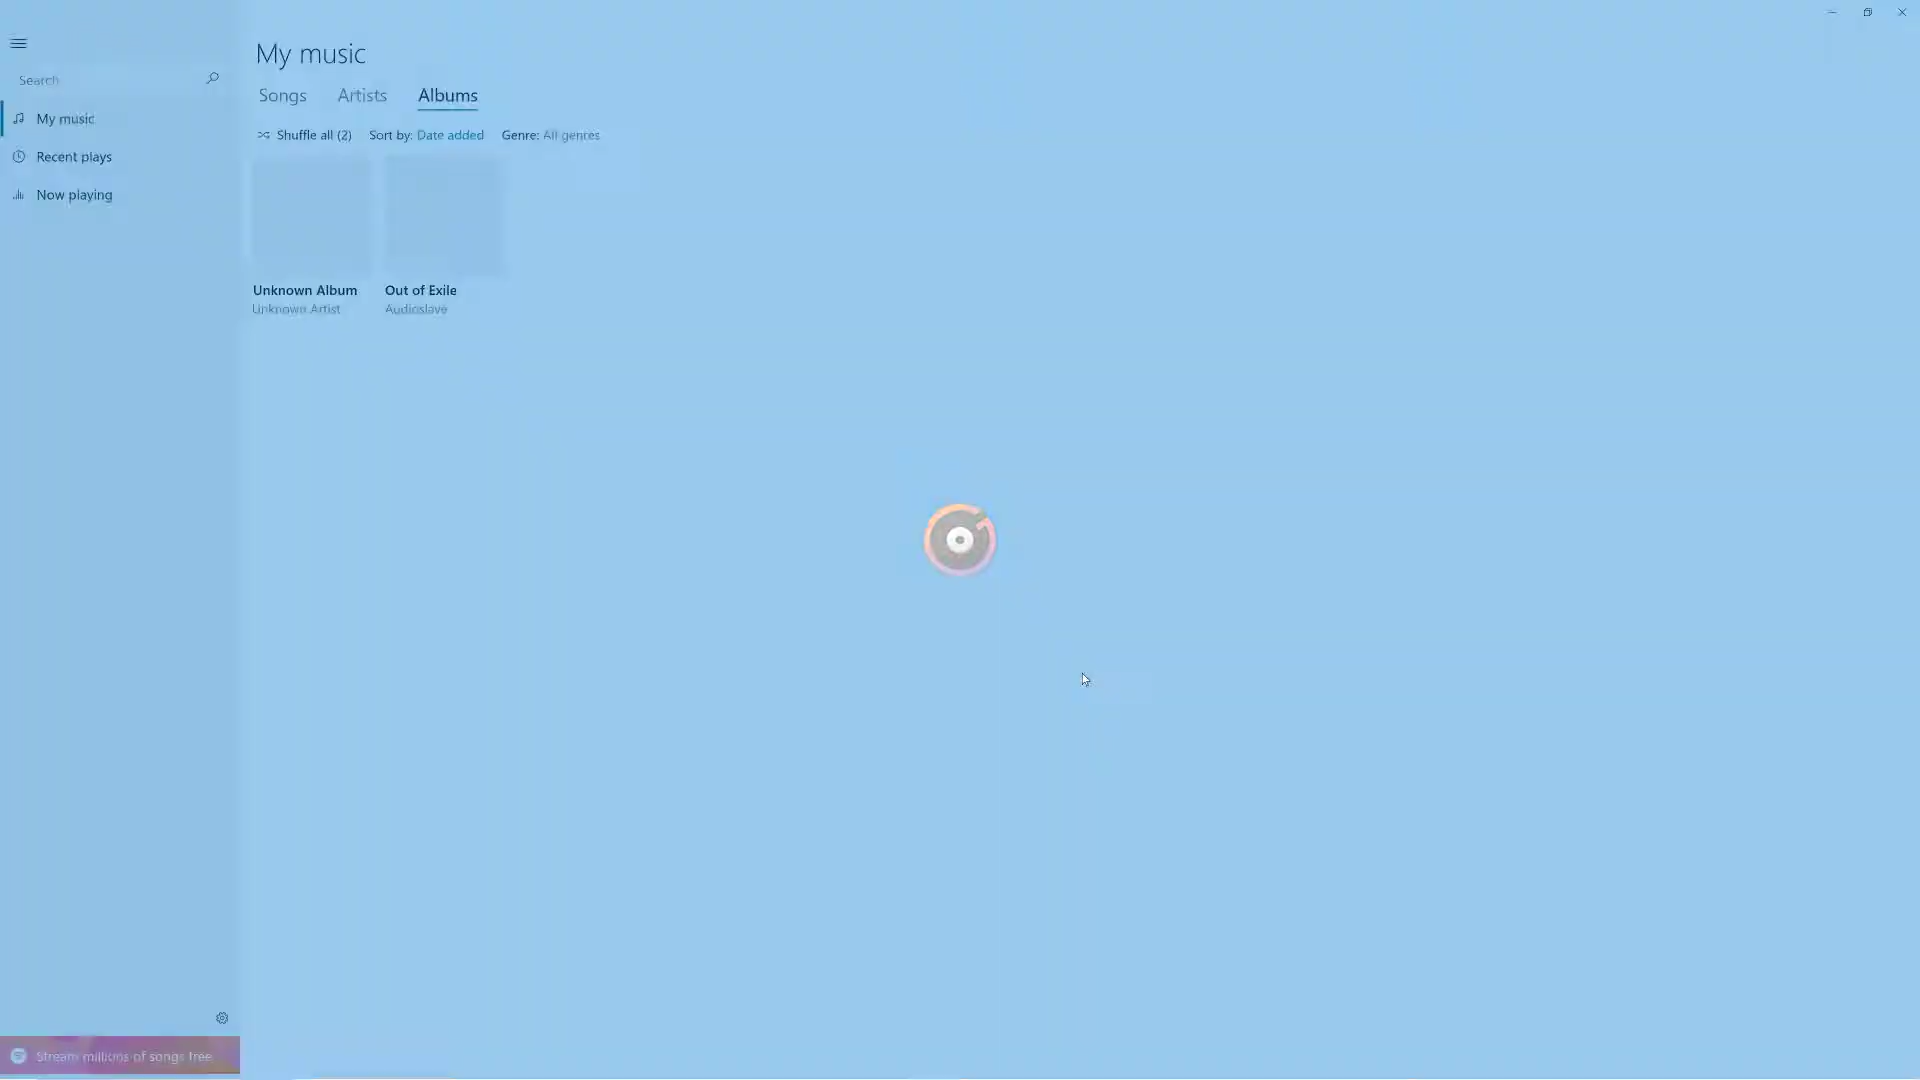 My music
Search
Songs Artists Albums
My music
Shuffle all (2) Sort by: Date added Genre: All genres
Recent plays
Now playing
Unknown Album
Unknown Artist
Out of Exile
Audioslave
Stream millions of songs free